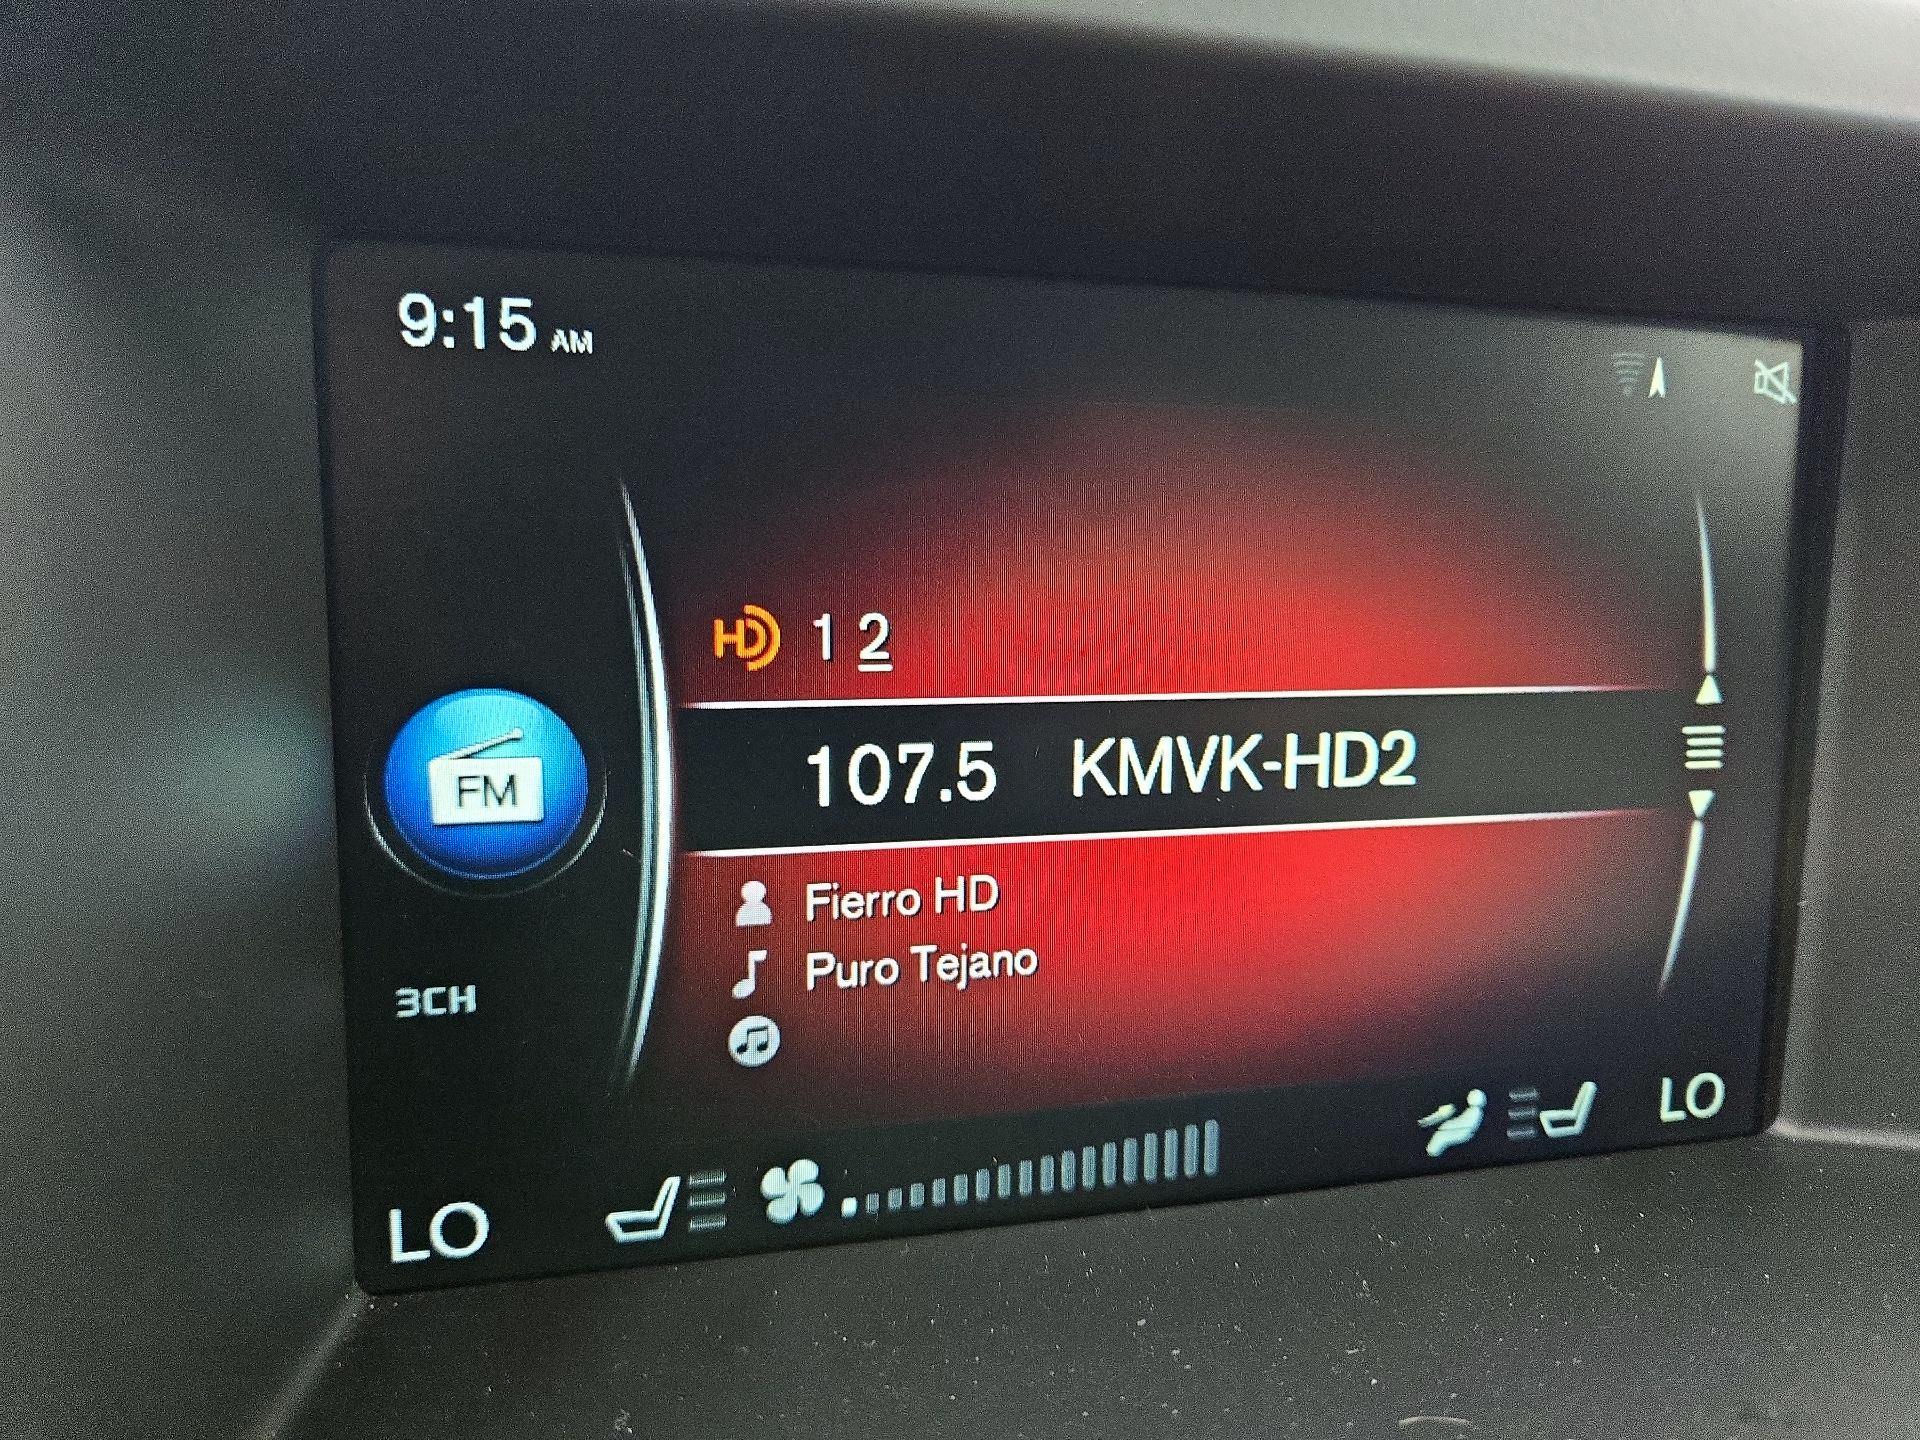 9:15 AM
HD 1 2
107.5 KMVK-HD2
FM
Fierro HD
Puro Tejano
3CH
LO
LO